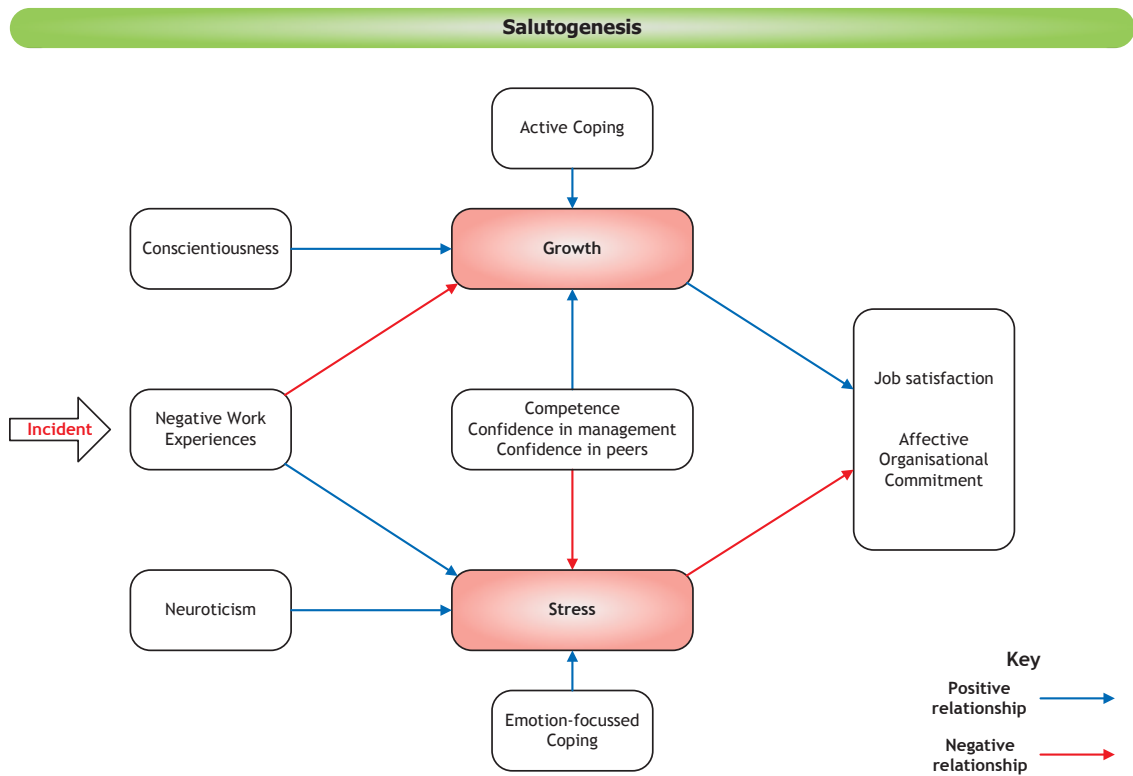 Salutogenesis
Active Coping
Conscientiousness
Growth
Job satisfaction
Affective
Organisational
Commitment
Incident
Negative Work
Experiences
Competence
Confidence in management
Confidence in peers
Neuroticism
Stress
Emotion-focussed
Coping
Key
Positive
relationship
Negative
relationship